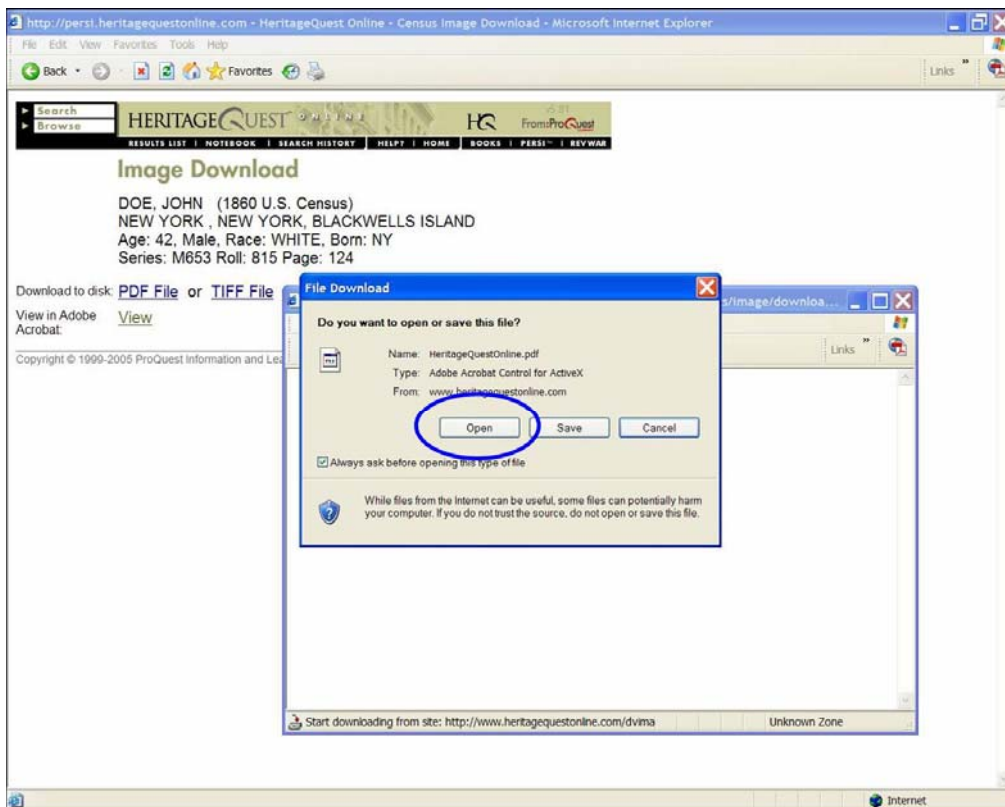 http://persi.heritagequestonline.com - HeritageQuest Online - Census Image Download - Microsoft Internet Explorer
File Edit View Favorites Tools Help
Back Favorites Links »
Search
Browse
HERITAGEQUEST ONLINE HQ From:ProQuest
RESULTS LIST | NOTEBOOK | SEARCH HISTORY | HELP? | HOME | BOOKS | PERSI™ | REVWAR
Image Download
DOE, JOHN (1860 U.S. Census)
NEW YORK , NEW YORK, BLACKWELLS ISLAND
Age: 42, Male, Race: WHITE, Born: NY
Series: M653 Roll: 815 Page: 124
Download to disk: PDF File or TIFF File
View in Adobe Acrobat: View
Copyright © 1999-2005 ProQuest Information and Lea
s/image/downloa...
Links »
File Download
Do you want to open or save this file?
Name: HeritageQuestOnline.pdf
Type: Adobe Acrobat Control for ActiveX
From: www.heritagequestonline.com
Open Save Cancel
Always ask before opening this type of file
While files from the Internet can be useful, some files can potentially harm
your computer. If you do not trust the source, do not open or save this file.
Start downloading from site: http://www.heritagequestonline.com/dvima Unknown Zone
Internet